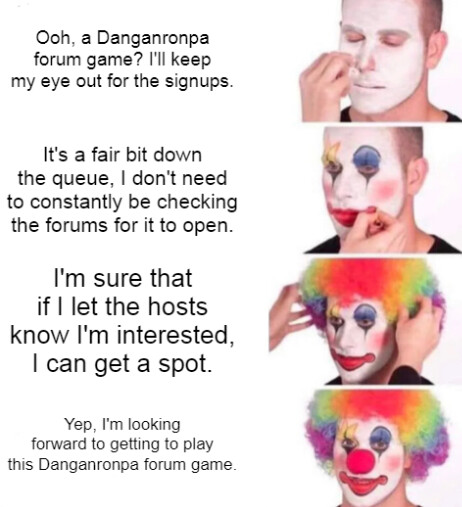 Ooh, a Danganronpa
forum game? I'll keep
my eye out for the signups.
It's a fair bit down
the queue, I don't need
to constantly be checking
the forums for it to open.
I'm sure that
if I let the hosts
know I'm interested,
I can get a spot.
Yep, I'm looking
forward to getting to play
this Danganronpa forum game.